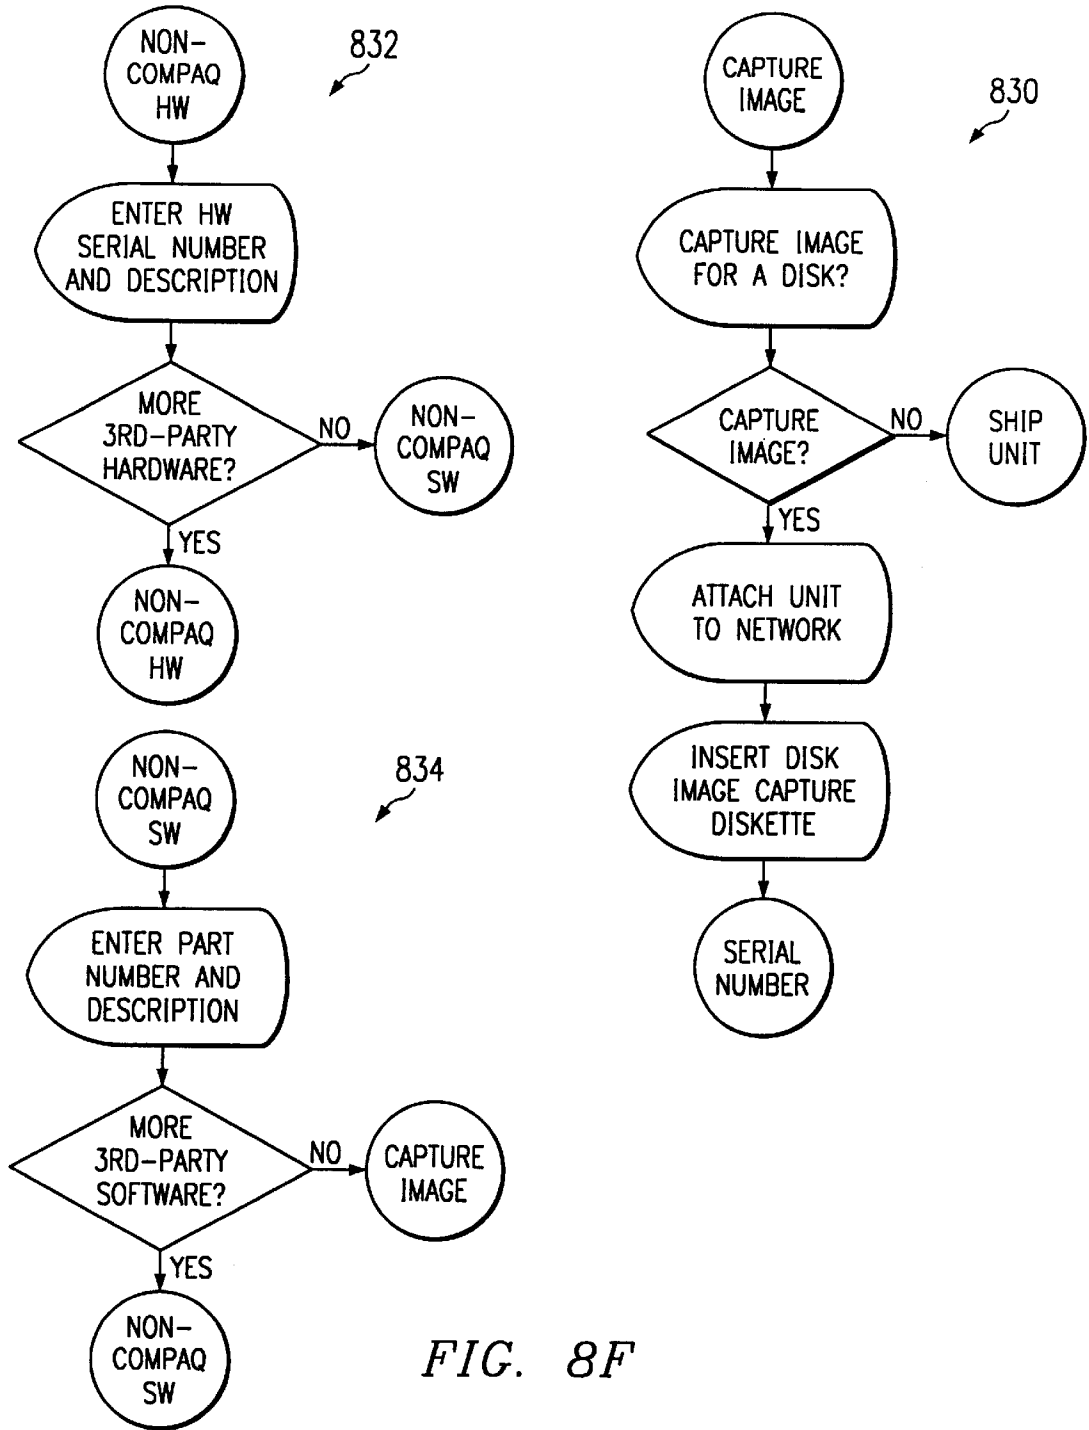 NON-
COMPAQ
HW
832
ENTER HW
SERIAL NUMBER
AND DESCRIPTION
MORE
3RD-PARTY
HARDWARE?
NO
NON-
COMPAQ
SW
YES
NON-
COMPAQ
HW
NON-
COMPAQ
SW
834
ENTER PART
NUMBER AND
DESCRIPTION
MORE
3RD-PARTY
SOFTWARE?
NO
CAPTURE
IMAGE
YES
NON-
COMPAQ
SW
CAPTURE
IMAGE
830
CAPTURE IMAGE
FOR A DISK?
CAPTURE
IMAGE?
NO
SHIP
UNIT
YES
ATTACH UNIT
TO NETWORK
INSERT DISK
IMAGE CAPTURE
DISKETTE
SERIAL
NUMBER
FIG. 8F